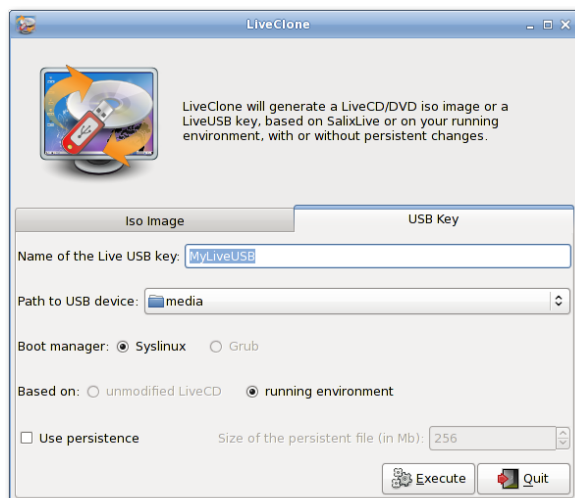 LiveClone
LiveClone will generate a LiveCD/DVD iso image or a
LiveUSB key, based on SalixLive or on your running
environment, with or without persistent changes.
Iso Image
USB Key
Name of the Live USB key: MyLiveUSB
Path to USB device: media
Boot manager: Syslinux Grub
Based on: unmodified LiveCD running environment
Use persistence Size of the persistent file (in Mb): 256
Execute Quit